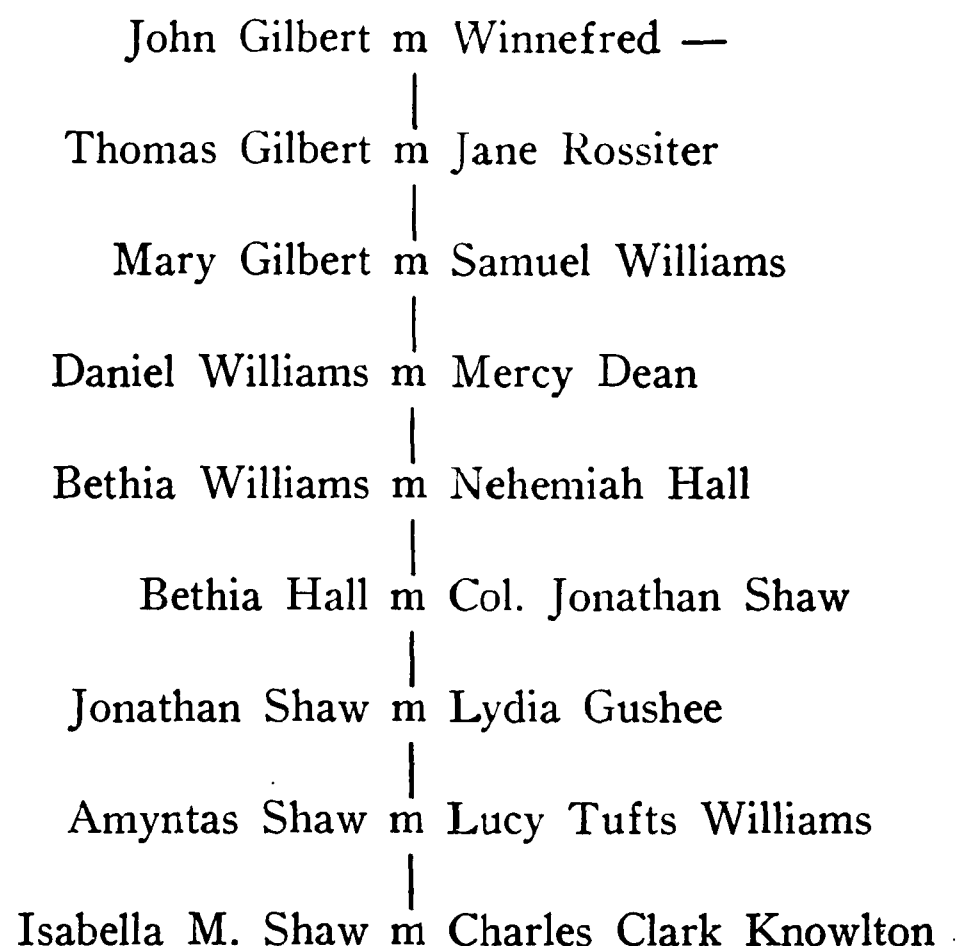 John Gilbert m Winnefred —
Thomas Gilbert m Jane Rossiter
Mary Gilbert m Samuel Williams
Daniel Williams m Mercy Dean
Bethia Williams m Nehemiah Hall
Bethia Hall m Col. Jonathan Shaw
Jonathan Shaw m Lydia Gushee
Amyntas Shaw m Lucy Tufts Williams
Isabella M. Shaw m Charles Clark Knowlton